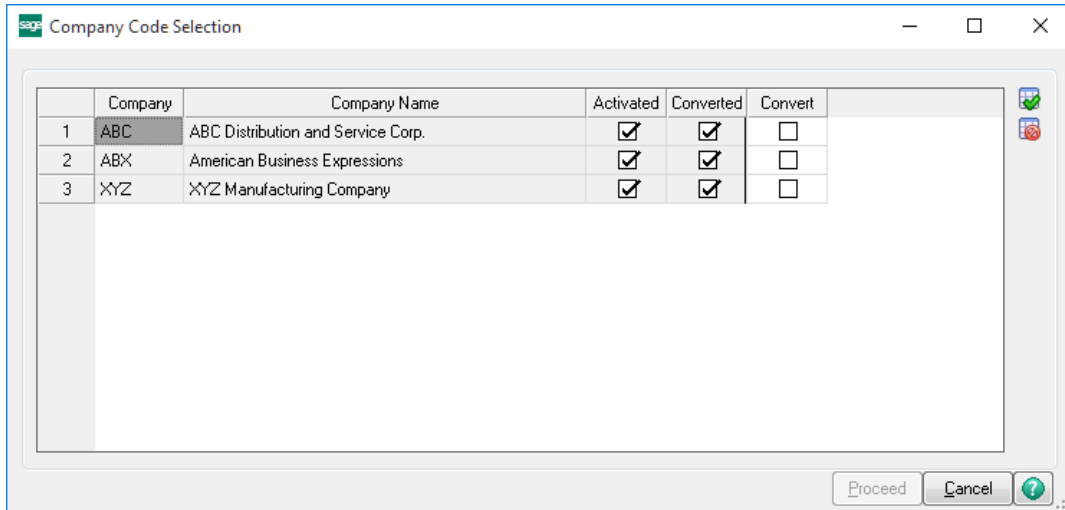 sage Company Code Selection
Company Company Name Activated Converted Convert
1 ABC ABC Distribution and Service Corp.
2 ABX American Business Expressions
3 XYZ XYZ Manufacturing Company
Proceed Cancel ?